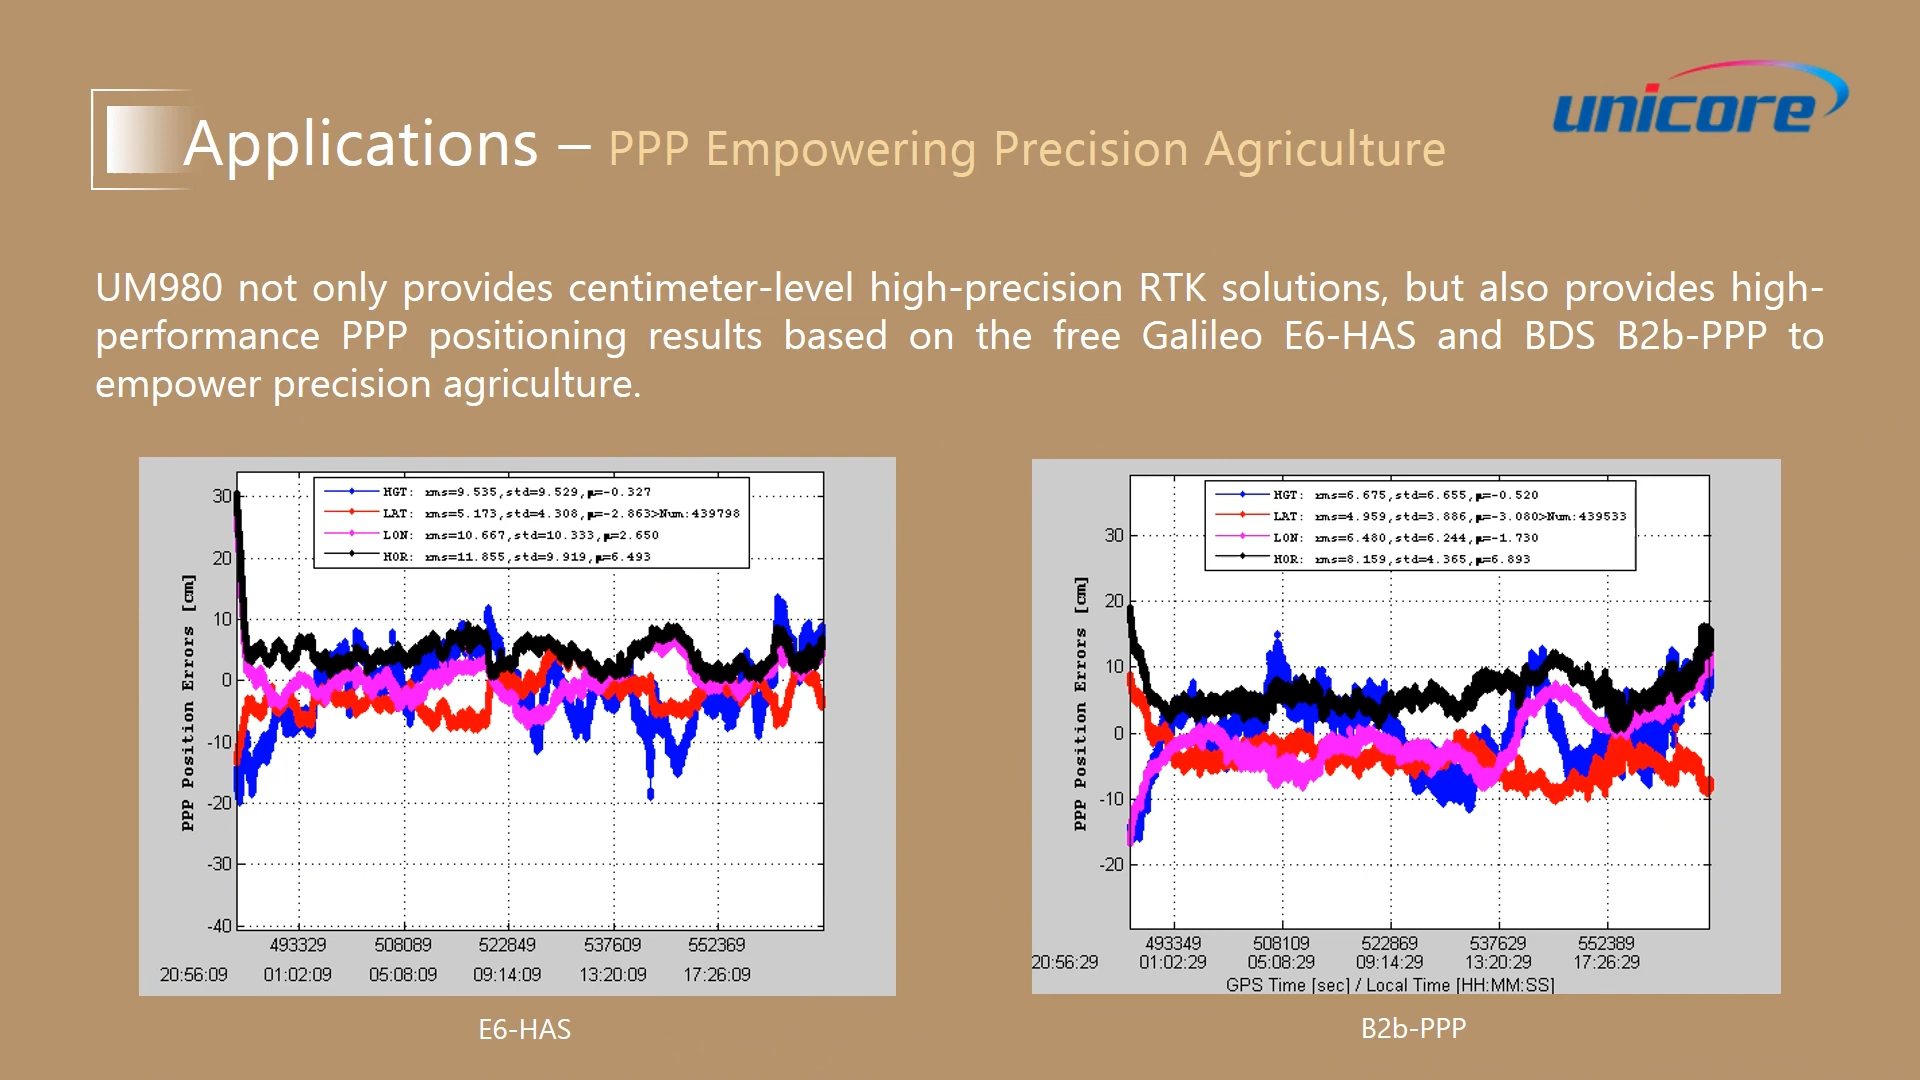 unicore
Applications – PPP Empowering Precision Agriculture
UM980 not only provides centimeter-level high-precision RTK solutions, but also provides high-
performance PPP positioning results based on the free Galileo E6-HAS and BDS B2b-PPP to
empower precision agriculture.
PPP Position Errors [cm]
30
20
10
0
-10
-20
-30
-40
HGT: rms=9.535,std=9.529,μ=-0.327
LAT: rms=5.173,std=4.308,μ=-2.863>Num:439798
LON: rms=10.667,std=10.333,μ=2.650
HOR: rms=11.855,std=9.919,μ=6.493
493329 508089 522849 537609 552369
20:56:09 01:02:09 05:08:09 09:14:09 13:20:09 17:26:09
E6-HAS
PPP Position Errors [cm]
30
20
10
0
-10
-20
HGT: rms=6.675,std=6.655,μ=-0.520
LAT: rms=4.959,std=3.886,μ=-3.080>Num:439533
LON: rms=6.480,std=6.244,μ=-1.730
HOR: rms=8.159,std=4.365,μ=6.893
493349 508109 522869 537629 552389
20:56:29 01:02:29 05:08:29 09:14:29 13:20:29 17:26:29
GPS Time [sec] / Local Time [HH:MM:SS]
B2b-PPP